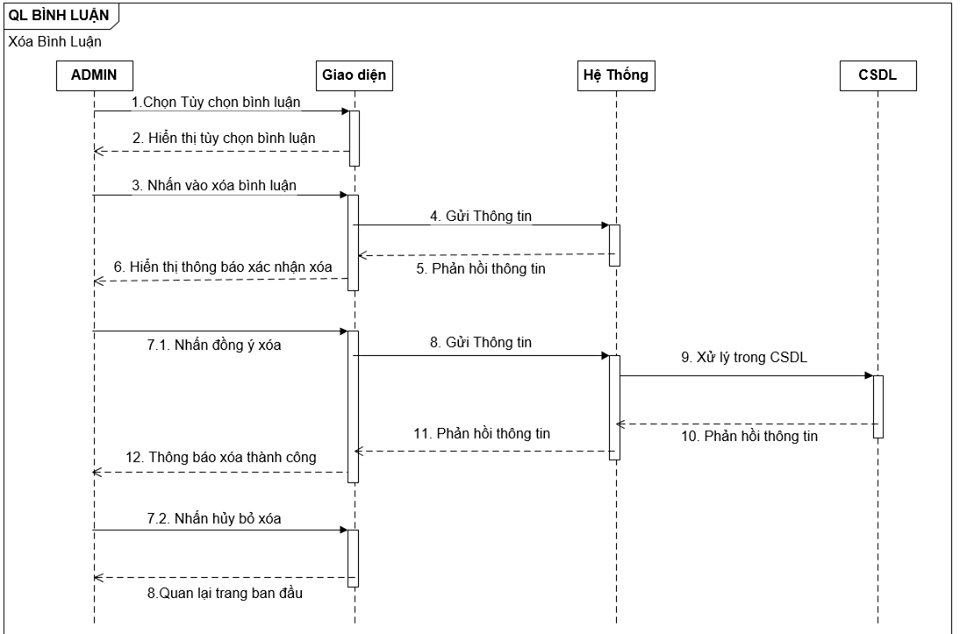 QL BÌNH LUẬN
Xóa Bình Luận
ADMIN
Giao diện
Hệ Thống
CSDL
1.Chọn Tùy chọn bình luận
2. Hiển thị tùy chọn bình luận
3. Nhấn vào xóa bình luận
4. Gửi Thông tin
5. Phản hồi thông tin
6. Hiển thị thông báo xác nhận xóa
7.1. Nhấn đồng ý xóa
8. Gửi Thông tin
9. Xử lý trong CSDL
10. Phản hồi thông tin
11. Phản hồi thông tin
12. Thông báo xóa thành công
7.2. Nhấn hủy bỏ xóa
8.Quan lại trang ban đầu